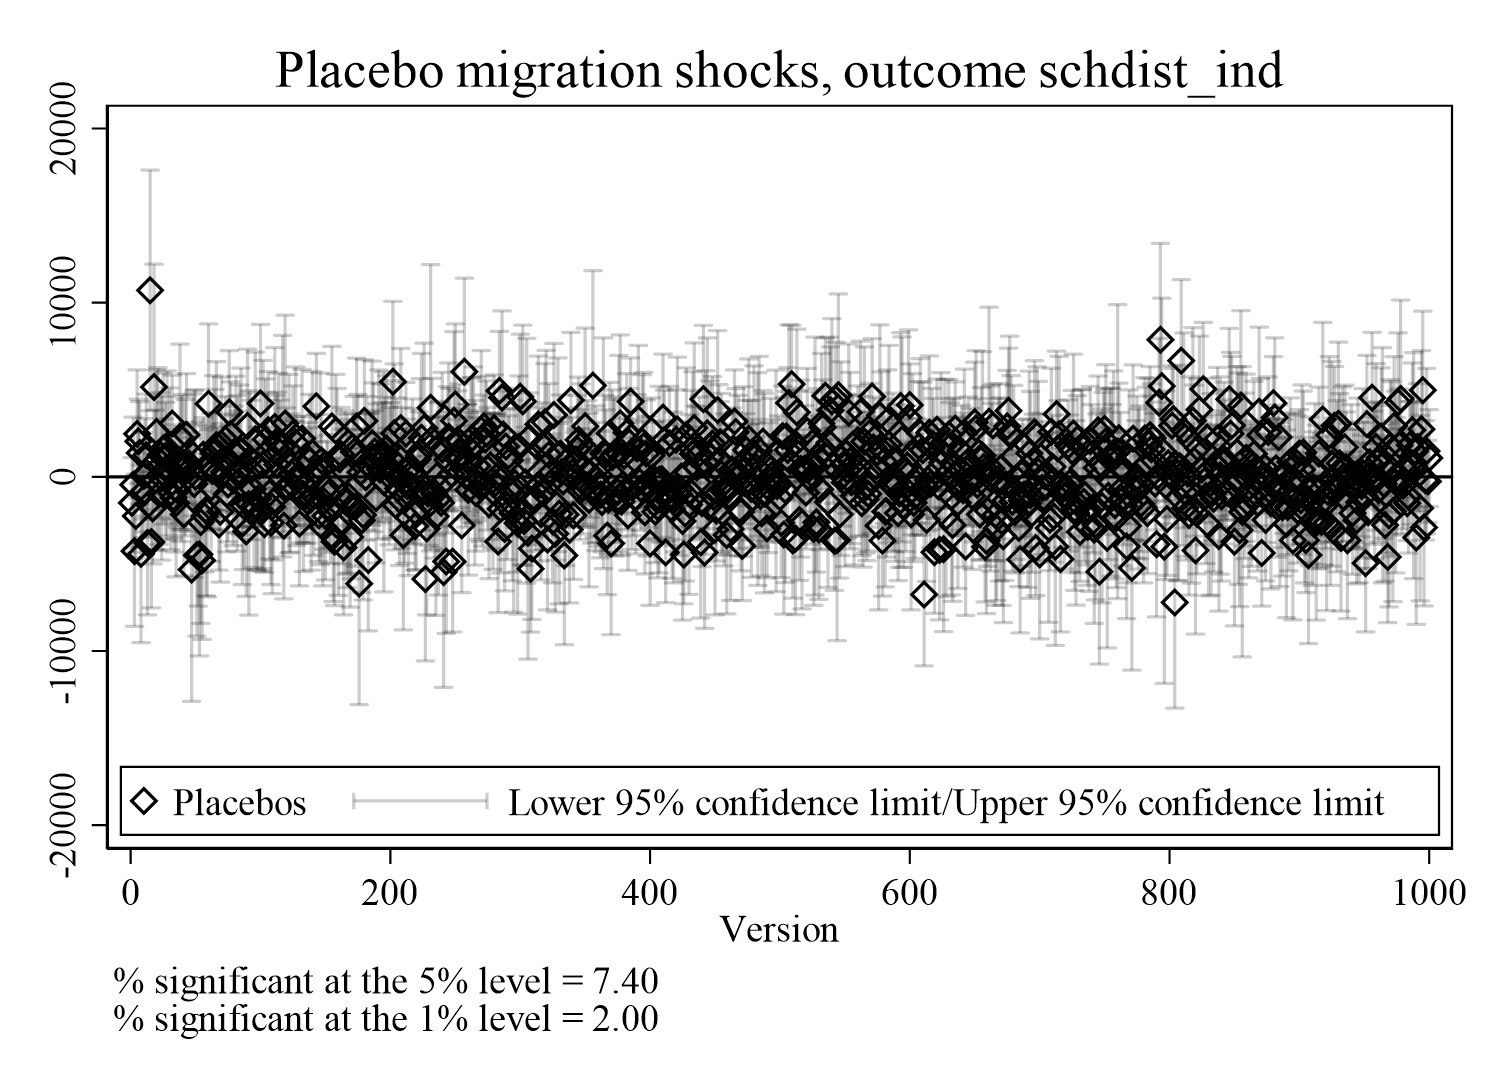 Placebo migration shocks, outcome schdist_ind
20000
10000
0
-10000
-20000
Placebos
Lower 95% confidence limit/Upper 95% confidence limit
0 200 400 600 800 1000
Version
% significant at the 5% level = 7.40
% significant at the 1% level = 2.00